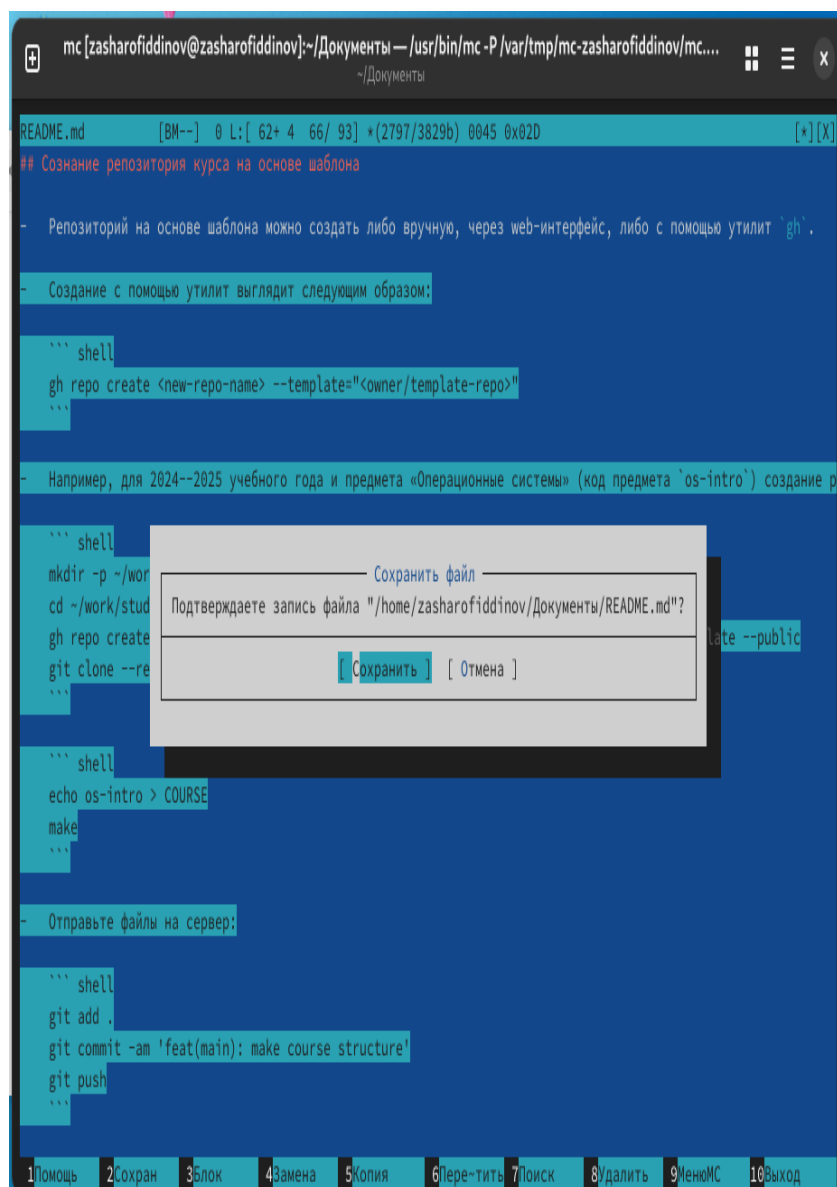 mc [zasharofiddinov@zasharofiddinov]:~/Документы — /usr/bin/mc -P /var/tmp/mc-zasharofiddinov/mc....
~/Документы
README.md [BM--] 0 L:[ 62+ 4 66/ 93] *(2797/3829b) 0045 0x02D [*][X]
## Сознание репозитория курса на основе шаблона
- Репозиторий на основе шаблона можно создать либо вручную, через web-интерфейс, либо с помощью утилит `gh`.
- Создание с помощью утилит выглядит следующим образом:
``` shell
gh repo create <new-repo-name> --template="<owner/template-repo>"
```
- Например, для 2024--2025 учебного года и предмета «Операционные системы» (код предмета `os-intro`) создание р
``` shell
mkdir -p ~/wor
Сохранить файл
cd ~/work/stud
Подтверждаете запись файла "/home/zasharofiddinov/Документы/README.md"?
gh repo create late --public
git clone --re
[ Сохранить ] [ Отмена ]
```
``` shell
echo os-intro > COURSE
make
```
- Отправьте файлы на сервер:
``` shell
git add .
git commit -am 'feat(main): make course structure'
git push
```
1Помощь 2Сохран 3Блок 4Замена 5Копия 6Пере~тить 7Поиск 8Удалить 9МенюМС 10Выход